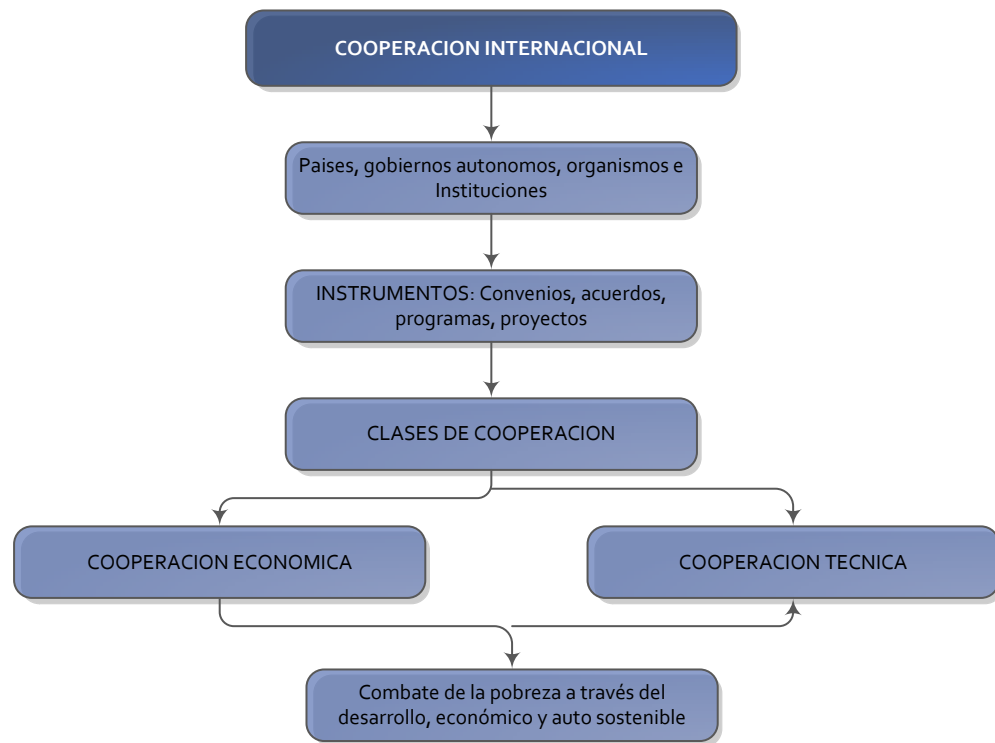 COOPERACION INTERNACIONAL
Paises, gobiernos autonomos, organismos e
Instituciones
INSTRUMENTOS: Convenios, acuerdos,
programas, proyectos
CLASES DE COOPERACION
COOPERACION ECONOMICA
COOPERACION TECNICA
Combate de la pobreza a través del
desarrollo, económico y auto sostenible